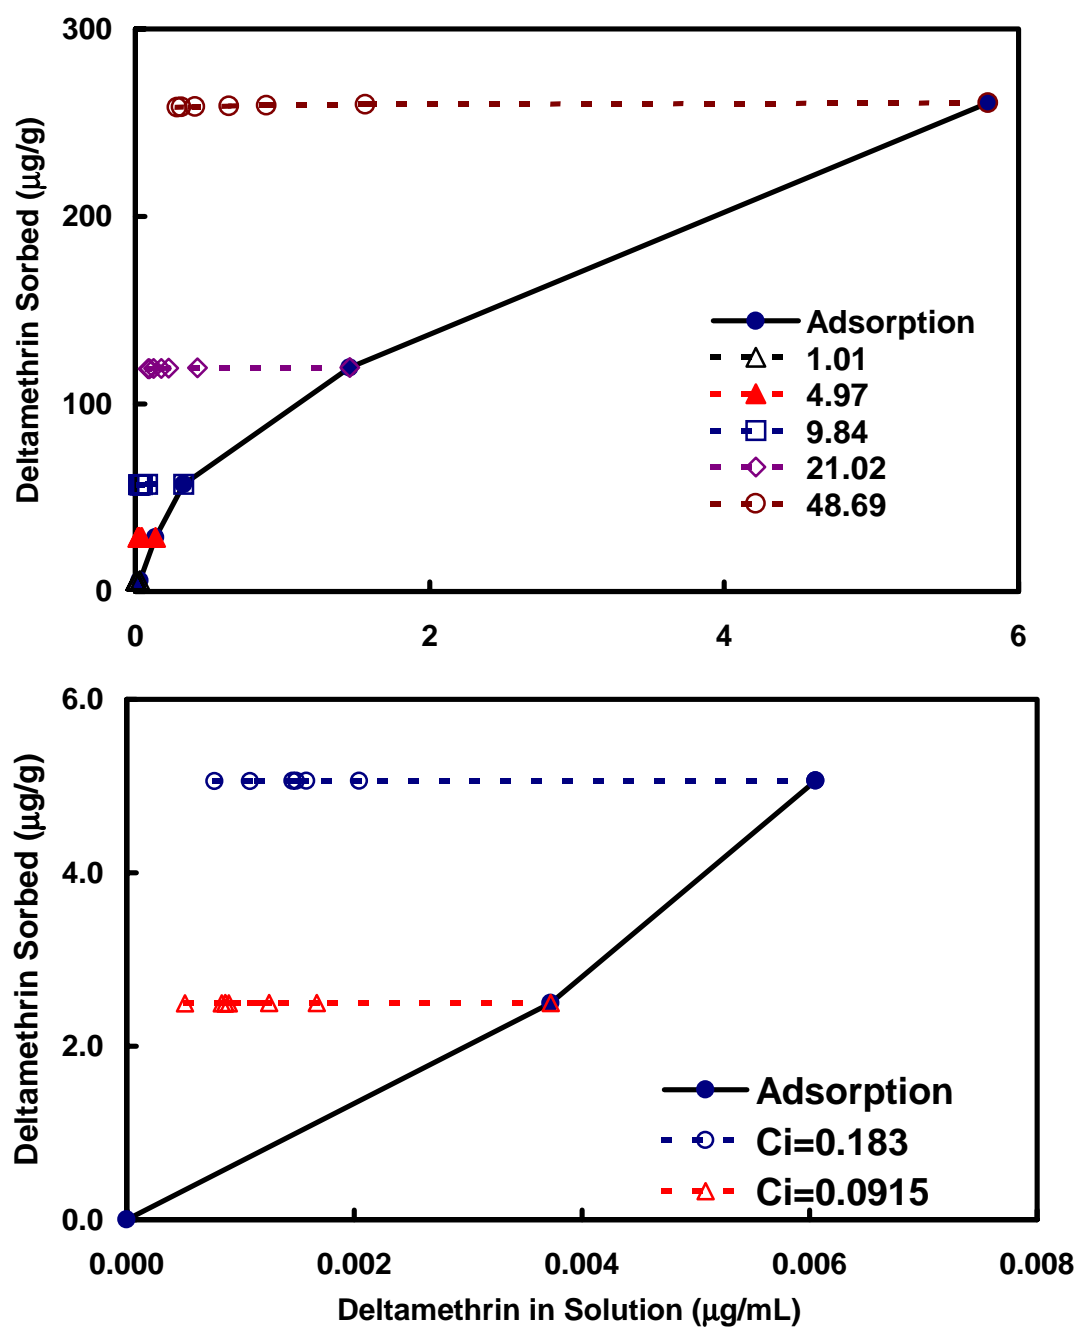 300
200
100
0
Deltamethrin Sorbed (μg/g)
0 2 4 6
Adsorption
1.01
4.97
9.84
21.02
48.69
6.0
4.0
2.0
0.0
Deltamethrin Sorbed (μg/g)
0.000 0.002 0.004 0.006 0.008
Deltamethrin in Solution (μg/mL)
Adsorption
Ci=0.183
Ci=0.0915